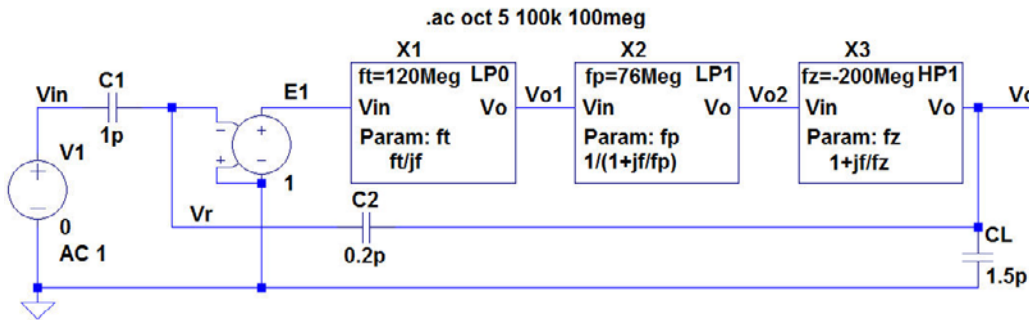 .ac oct 5 100k 100meg
X1
X2
X3
C1
ft=120Meg LP0
fp=76Meg LP1
fz=-200Meg HP1
Vin
E1
Vin Vo
Vo1
Vin Vo
Vo2
Vin Vo
Vo
1p
V1
Param: ft
Param: fp
Param: fz
ft/jf
1/(1+jf/fp)
1+jf/fz
1
C2
Vr
0
0.2p
CL
AC 1
1.5p